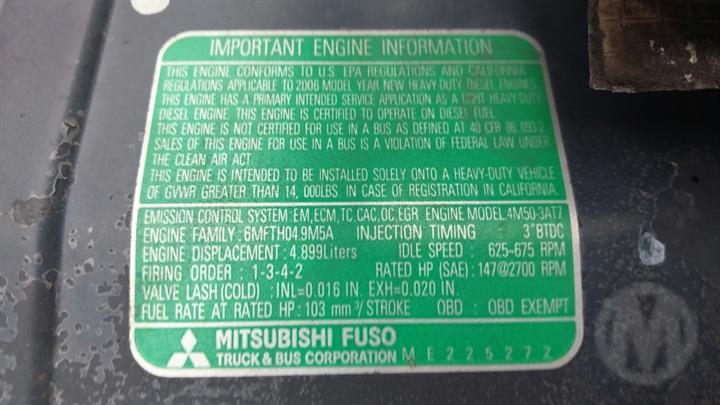 IMPORTANT ENGINE INFORMATION
THIS ENGINE CONFORMS TO U.S. EPA REGULATIONS AND CALIFORNIA
REGULATIONS APPLICABLE TO 2006 MODEL YEAR NEW HEAVY-DUTY DIESEL ENGINES.
THIS ENGINE HAS A PRIMARY INTENDED SERVICE APPLICATION AS A LIGHT HEAVY-DUTY
DIESEL ENGINE. THIS ENGINE IS CERTIFIED TO OPERATE ON DIESEL FUEL.
THIS ENGINE IS NOT CERTIFIED FOR USE IN A BUS AS DEFINED AT 40 CFR 86.093-2
SALES OF THIS ENGINE FOR USE IN A BUS IS A VIOLATION OF FEDERAL LAW UNDER
THE CLEAN AIR ACT.
THIS ENGINE IS INTENDED TO BE INSTALLED SOLELY ONTO A HEAVY-DUTY VEHICLE
OF GVWR GREATER THAN 14,000LBS. IN CASE OF REGISTRATION IN CALIFORNIA.
EMISSION CONTROL SYSTEM: EM, ECM, TC, CAC, OC, EGR ENGINE MODEL 4M50-3AT7
ENGINE FAMILY : 6MFTH04.9M5A INJECTION TIMING : 3°BTDC
ENGINE DISPLACEMENT : 4.899Liters IDLE SPEED : 625-675 RPM
FIRING ORDER : 1-3-4-2 RATED HP (SAE) : 147@2700 RPM
VALVE LASH (COLD) : INL=0.016 IN. EXH=0.020 IN.
FUEL RATE AT RATED HP : 103 mm³/STROKE OBD : OBD EXEMPT
MITSUBISHI FUSO
TRUCK & BUS CORPORATION ME225272
M